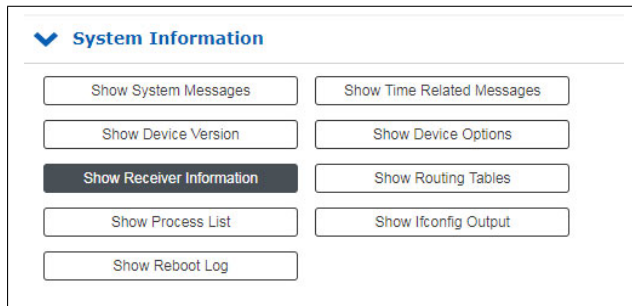 System Information
Show System Messages
Show Time Related Messages
Show Device Version
Show Device Options
Show Receiver Information
Show Routing Tables
Show Process List
Show Ifconfig Output
Show Reboot Log